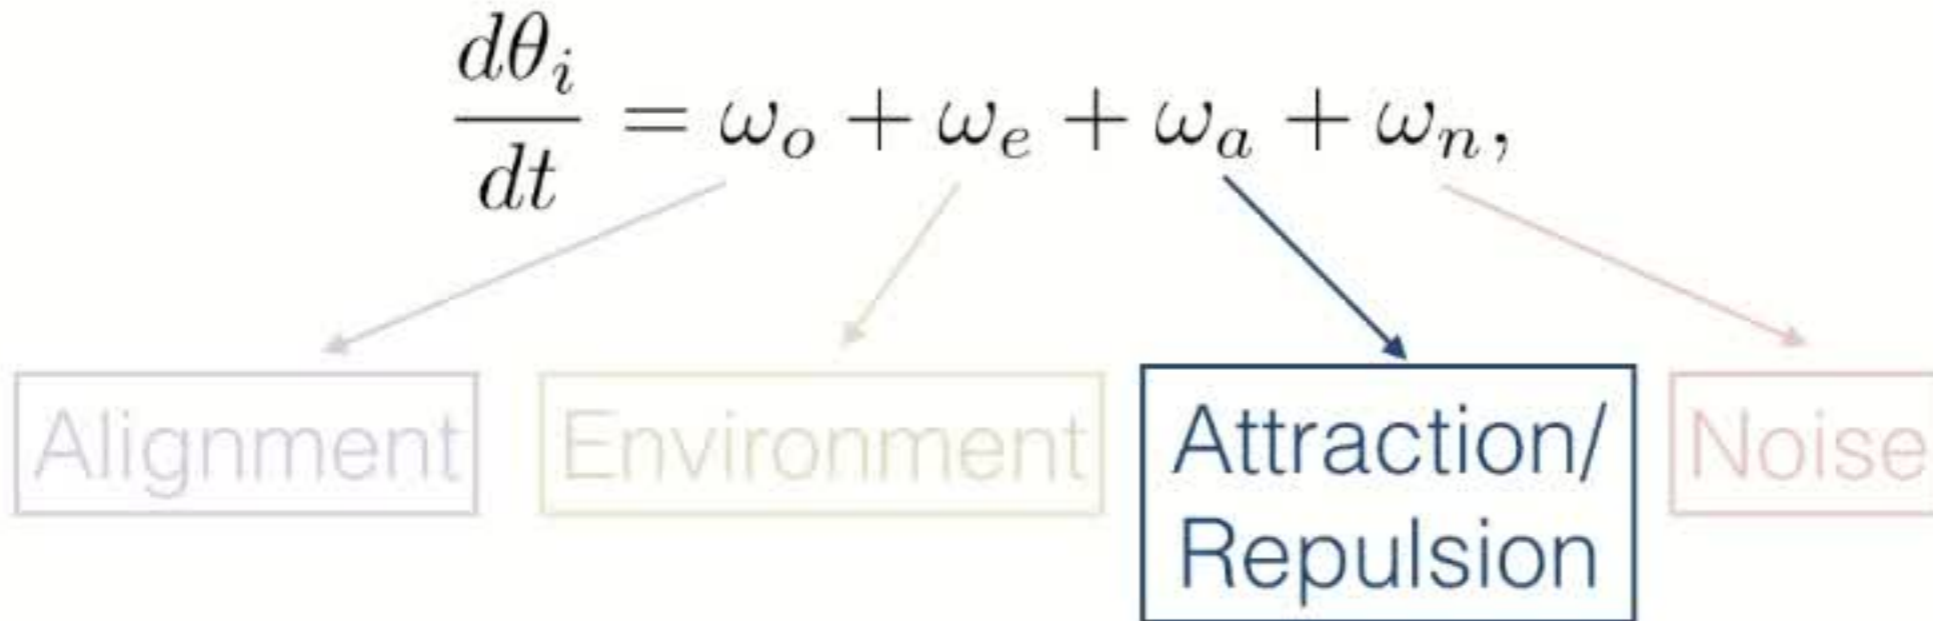 dθ_i/dt = ω_o + ω_e + ω_a + ω_n,
Alignment
Environment
Attraction/
Repulsion
Noise